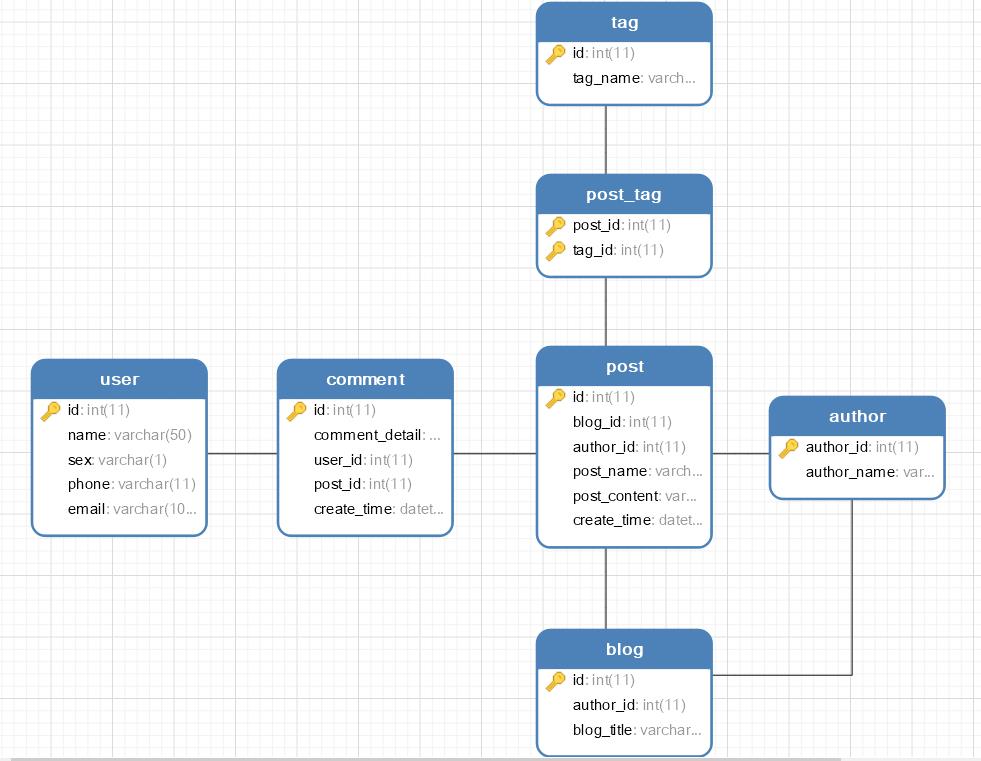 tag
id: int(11)
tag_name: varch...
post_tag
post_id: int(11)
tag_id: int(11)
user
id: int(11)
name: varchar(50)
sex: varchar(1)
phone: varchar(11)
email: varchar(10...
comment
id: int(11)
comment_detail: ...
user_id: int(11)
post_id: int(11)
create_time: datet...
post
id: int(11)
blog_id: int(11)
author_id: int(11)
post_name: varch...
post_content: var...
create_time: datet...
author
author_id: int(11)
author_name: var...
blog
id: int(11)
author_id: int(11)
blog_title: varchar...